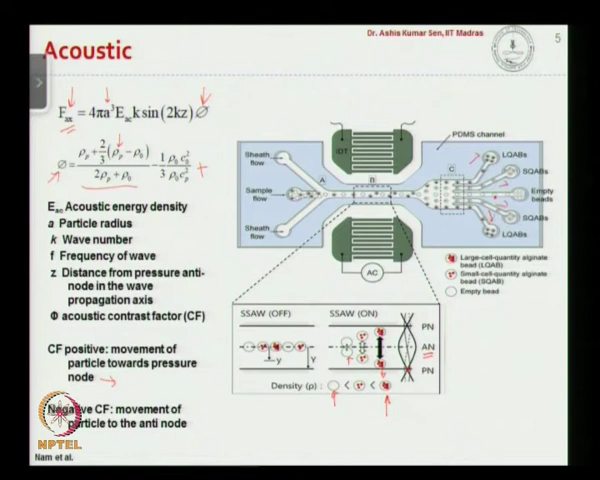 Dr. Ashis Kumar Sen, IIT Madras
5
Acoustic
F_ax = 4πa³E_ac k sin(2kz)∅
∅ = (ρ_p + 2/3(ρ_p − ρ_0))/(2ρ_p + ρ_0) − 1/3 ρ_0c_0²/ρ_0c_p²
E_ac Acoustic energy density
a Particle radius
k Wave number
f Frequency of wave
z Distance from pressure anti-
node in the wave
propagation axis
Φ acoustic contrast factor (CF)
CF positive: movement of
particle towards pressure
node
Negative CF: movement of
particle to the anti node
NPTEL
Nam et al.
IDT
PDMS channel
Sheath
flow
A
B
C
Sample
flow
Sheath
flow
LQABs
SQABs
Empty
beads
SQABs
LQABs
AC
Large-cell-quantity alginate
bead (LQAB)
Small-cell-quantity alginate
bead (SQAB)
Empty bead
SSAW (OFF)
SSAW (ON)
PN
AN
PN
y
Y
Density (ρ) : < <